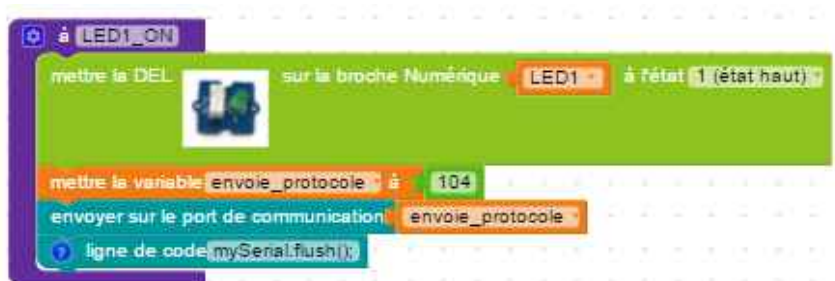 à LED1_ON
mettre la DEL sur la broche Numérique LED1 à l'état 1 (état haut)
mettre la variable envoie_protocole à 104
envoyer sur le port de communication envoie_protocole
? ligne de code mySerial.flush();